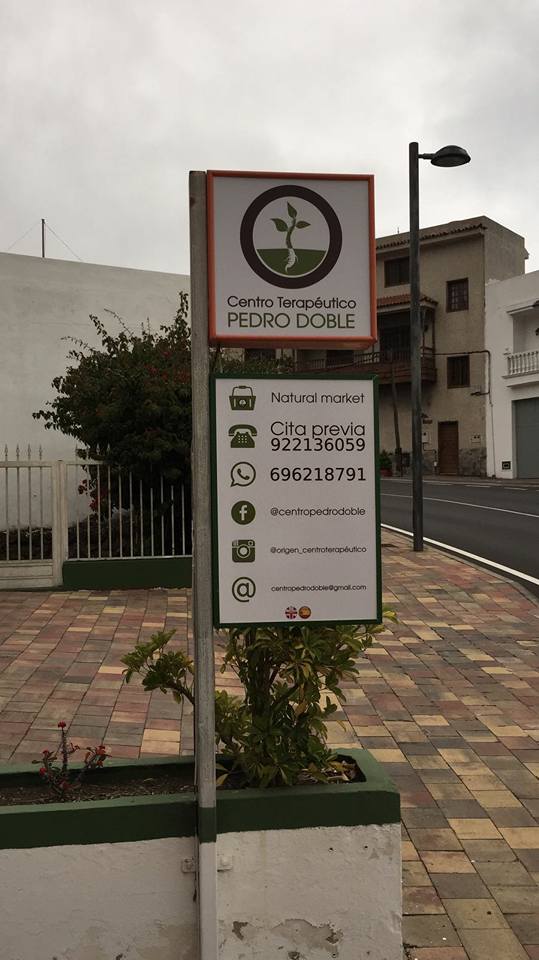 Centro Terapéutico
PEDRO DOBLE
Natural market
Cita previa
922136059
696218791
@centropedrodoble
@origen_centroterapéutico
centropedrodoble@gmail.com